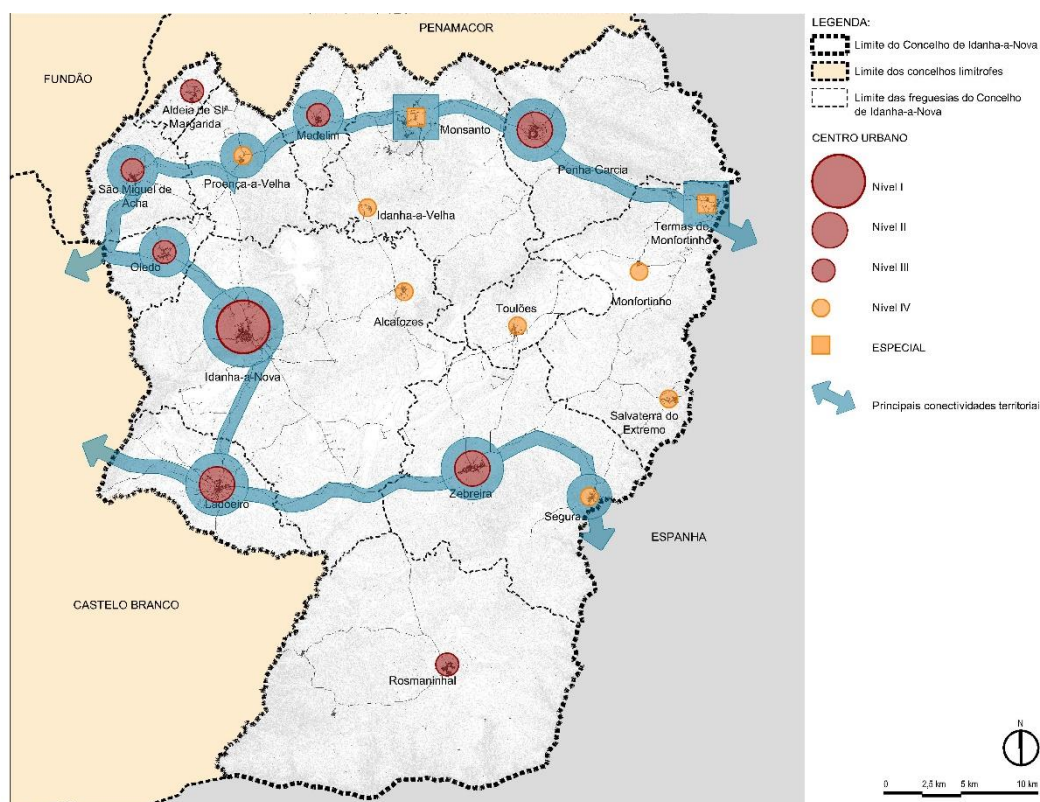 PENAMACOR
FUNDÃO
Aldeia de Stª
Margarida
Medelim
Monsanto
Penha-Garcia
Proença-a-Velha
São Miguel de
Acha
Idanha-a-Velha
Termas de
Monfortinho
Oledo
Monfortinho
Alcafozes
Toulões
Idanha-a-Nova
Salvaterra do
Extremo
Ladoeiro
Zebreira
Segura
ESPANHA
CASTELO BRANCO
Rosmaninhal
LEGENDA:
Limite do Concelho de Idanha-a-Nova
Limite dos concelhos limítrofes
Limite das freguesias do Concelho
de Idanha-a-Nova
CENTRO URBANO
Nível I
Nível II
Nível III
Nível IV
ESPECIAL
Principais conectividades territoriai
N
0 2,5 km 5 km 10 km